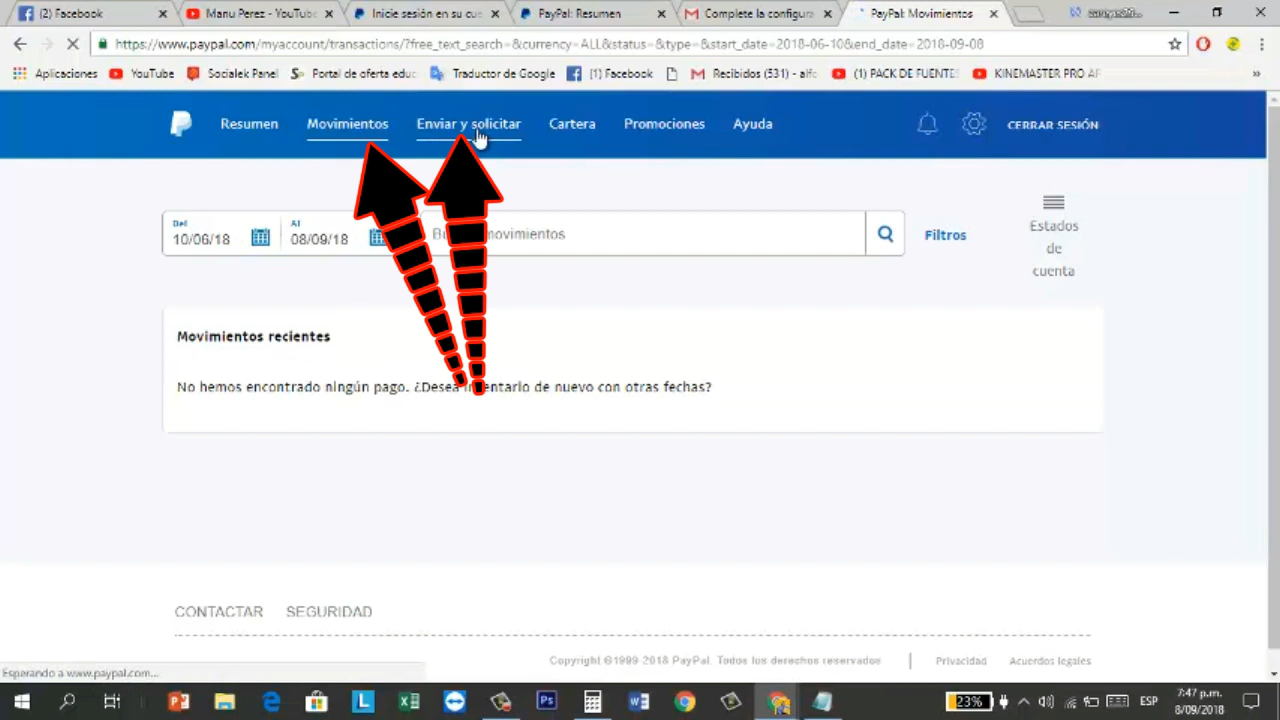 (2) Facebook
Manu Perez - YouTube
Inicie sesión en su cue
PayPal: Resumen
Complete la configura
PayPal: Movimientos
https://www.paypal.com/myaccount/transactions/?free_text_search=&currency=ALL&status=&type=&start_date=2018-06-10&end_date=2018-09-08
Aplicaciones YouTube Socialek Panel Portal de oferta educ Traductor de Google (1) Facebook Recibidos (531) - alfo (1) PACK DE FUENTES KINEMASTER PRO AP »
Resumen Movimientos Enviar y solicitar Cartera Promociones Ayuda CERRAR SESIÓN
Del Al
10/06/18 08/09/18 movimientos Filtros
Estados
de
cuenta
Movimientos recientes
No hemos encontrado ningún pago. ¿Desea intentarlo de nuevo con otras fechas?
CONTACTAR SEGURIDAD
Copyright ©1999-2018 PayPal. Todos los derechos reservados | Privacidad Acuerdos legales
Esperando a www.paypal.com...
23% ESP 7:47 p.m.
8/09/2018